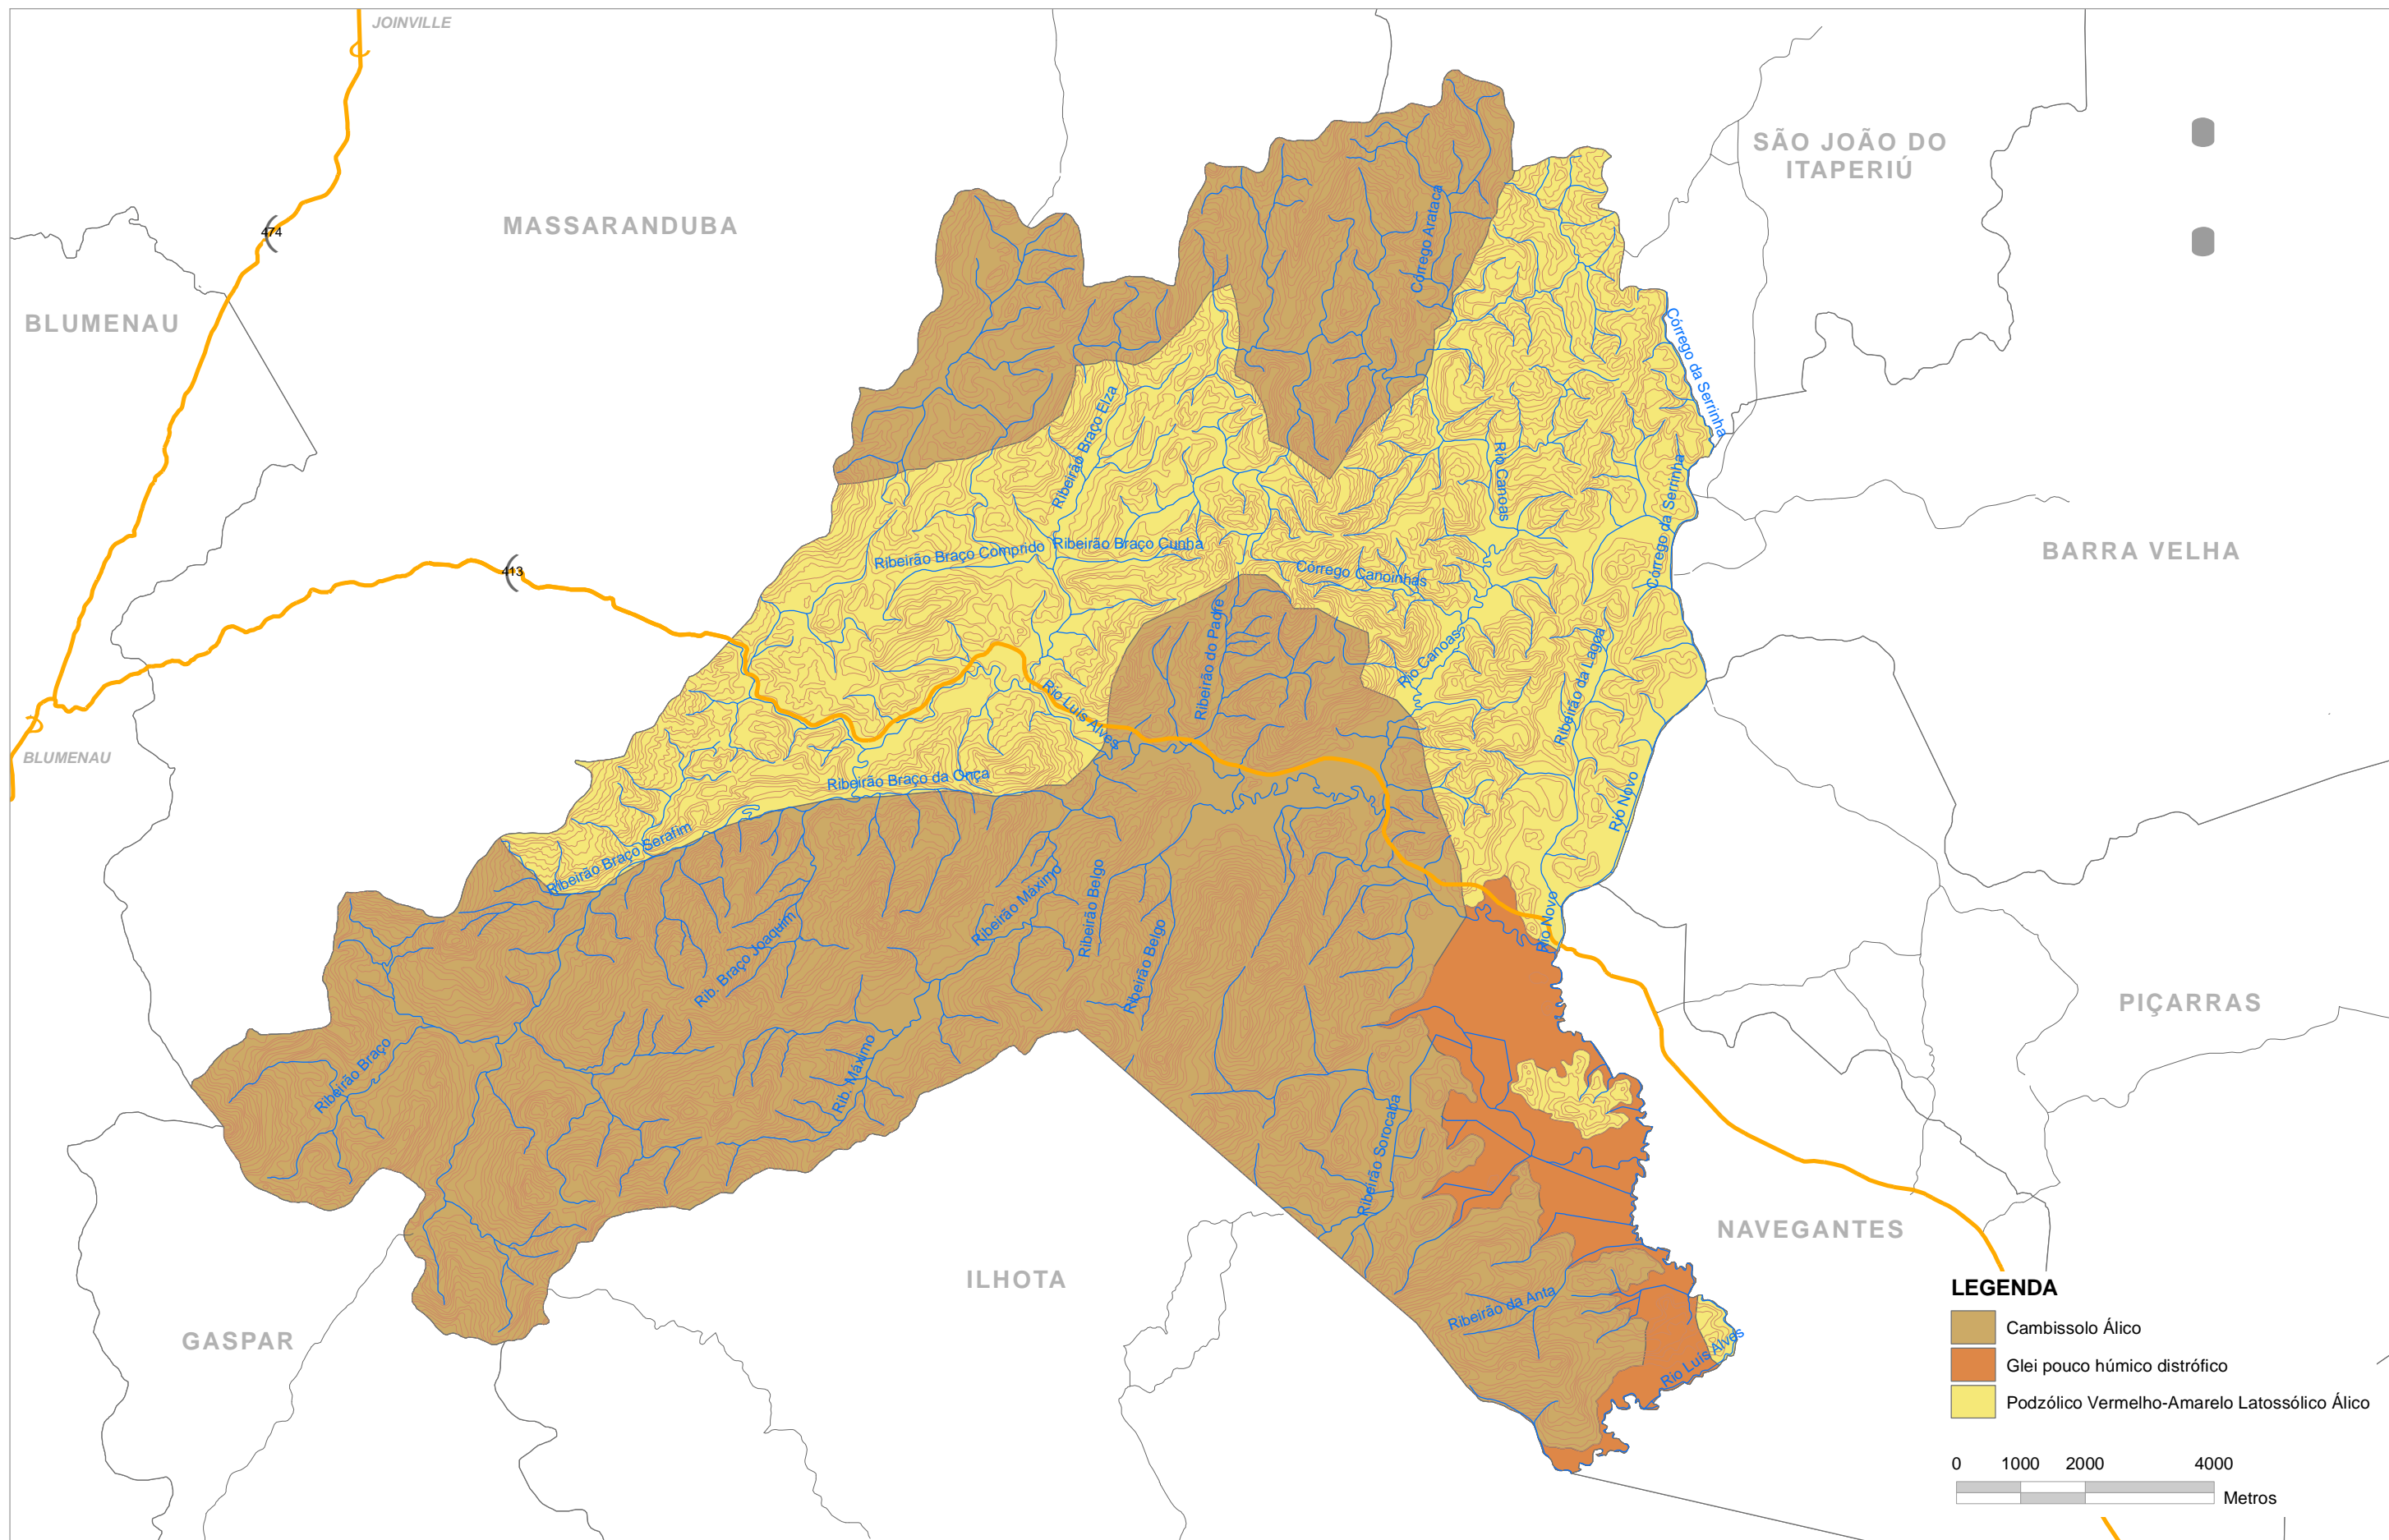 JOINVILLE
SÃO JOÃO DO
ITAPERIÚ
MASSARANDUBA
474
Córrego Arataca
BLUMENAU
Córrego da Serrinha
Ribeirão Braço Elza
Rio Canoas
Córrego da Serrinha
Ribeirão Braço Comprido
Ribeirão Braço Cunha
BARRA VELHA
413
Córrego Canoinhas
Ribeirão do Padre
Rio Canoas
Ribeirão da Lagoa
Rio Luís Alves
BLUMENAU
Ribeirão Braço da Onça
Rio Novo
Ribeirão Braço Serafim
Ribeirão Máximo
Ribeirão Belgo
Rib. Braço Joaquim
Ribeirão Belgo
Rio Novo
PIÇARRAS
Ribeirão Braço
Rib. Máximo
Ribeirão Sorocaba
NAVEGANTES
ILHOTA
Ribeirão da Anta
GASPAR
Rio Luís Alves
LEGENDA
Cambissolo Álico
Glei pouco húmico distrófico
Podzólico Vermelho-Amarelo Latossólico Álico
0 1000 2000 4000
Metros